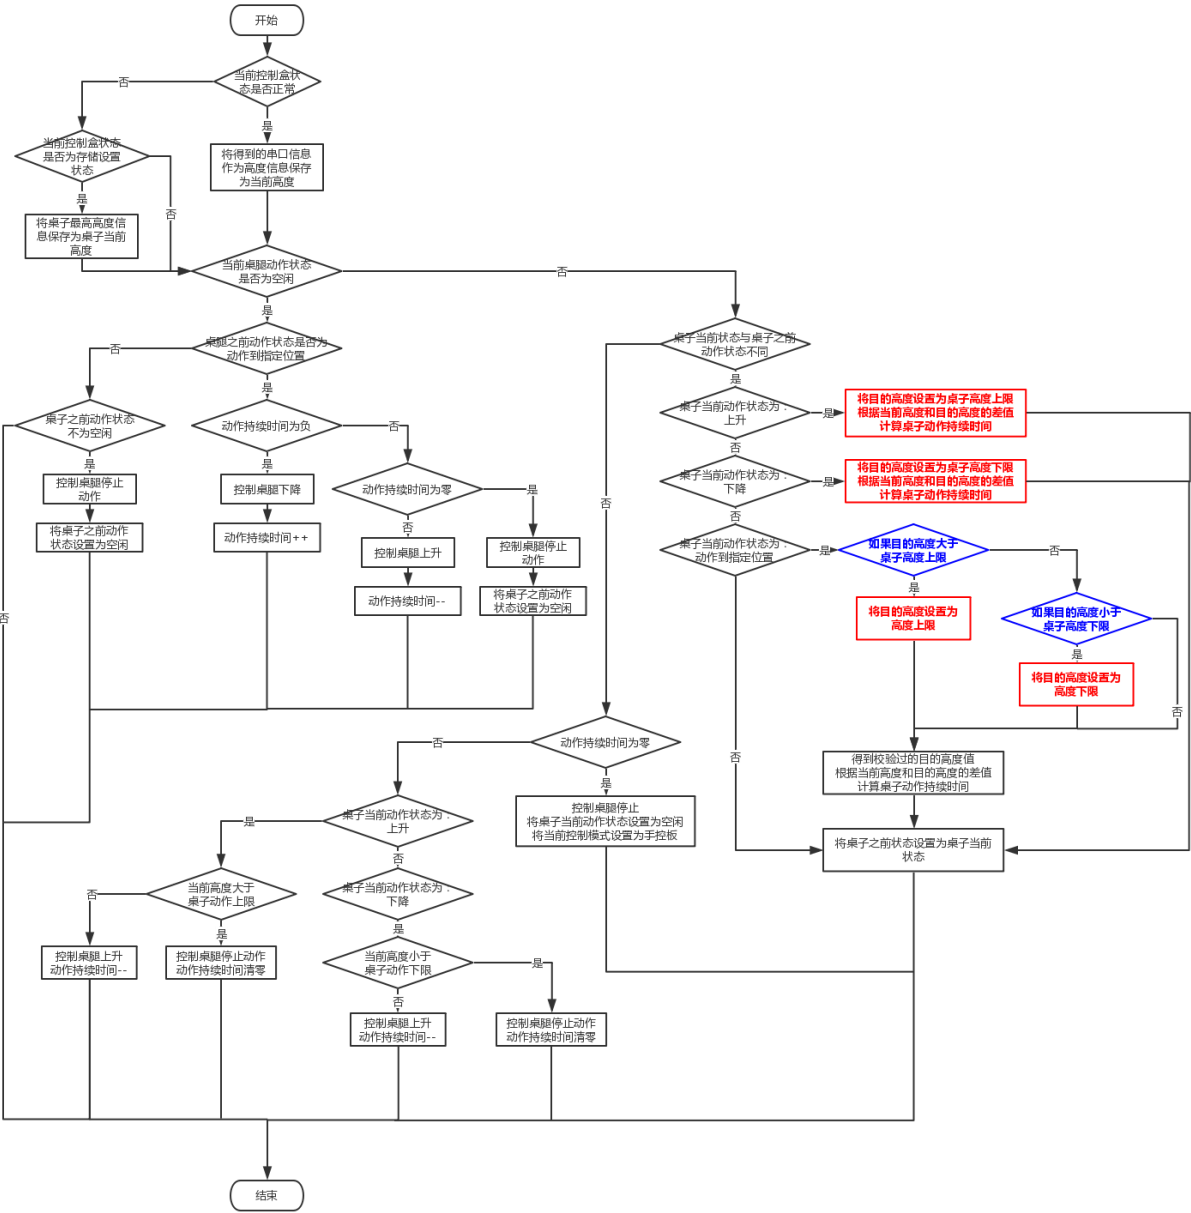 开始
当前控制盒状
态是否正常
否
是
当前控制盒状态
是否为存储设置
状态
将得到的串口信息
作为高度信息保存
为当前高度
是
否
将桌子最高高度信
息保存为桌子当前
高度
当前桌腿动作状态
是否为空闲
否
是
桌腿之前动作状态是否为
动作到指定位置
否
是
桌子当前状态与桌子之前
动作状态不同
是
桌子之前动作状态
不为空闲
动作持续时间为负
否
桌子当前动作状态为:
上升
是
将目的高度设置为桌子高度上限
根据当前高度和目的高度的差值
计算桌子动作持续时间
是
控制桌腿停止
动作
是
控制桌腿下降
动作持续时间为零
是
否
桌子当前动作状态为:
下降
是
将目的高度设置为桌子高度下限
根据当前高度和目的高度的差值
计算桌子动作持续时间
否
将桌子之前动作
状态设置为空闲
动作持续时间++
否
控制桌腿上升
控制桌腿停止
动作
否
桌子当前动作状态为:
动作到指定位置
是
如果目的高度大于
桌子高度上限
否
动作持续时间--
将桌子之前动作
状态设置为空闲
是
将目的高度设置为
高度上限
如果目的高度小于
桌子高度下限
否
是
将目的高度设置为
高度下限
否
否
动作持续时间为零
否
是
得到校验过的目的高度值
根据当前高度和目的高度的差值
计算桌子动作持续时间
控制桌腿停止
将桌子当前动作状态设置为空闲
将当前控制模式设置为手控板
桌子当前动作状态为:
上升
是
否
将桌子之前状态设置为桌子当前
状态
当前高度大于
桌子动作上限
否
是
桌子当前动作状态为:
下降
是
控制桌腿上升
动作持续时间--
控制桌腿停止动作
动作持续时间清零
当前高度小于
桌子动作下限
是
否
控制桌腿上升
动作持续时间--
控制桌腿停止动作
动作持续时间清零
结束